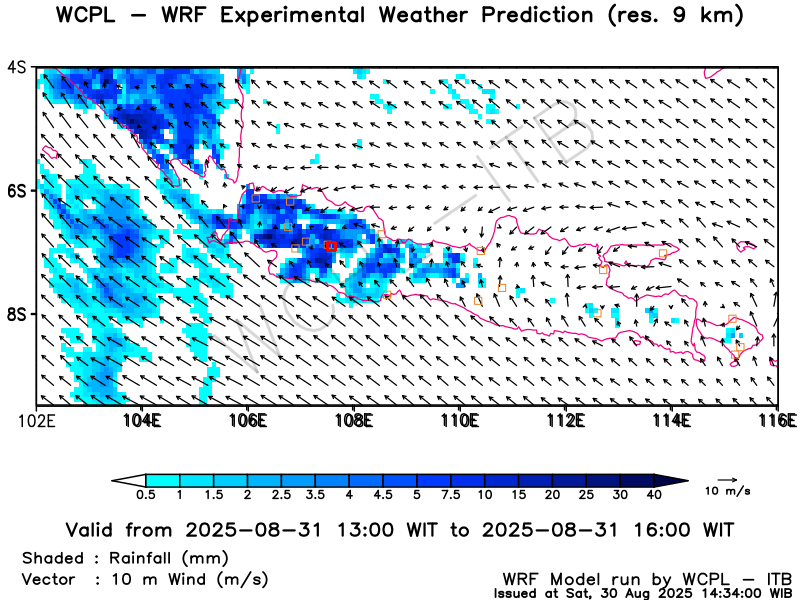 WCPL – WRF Experimental Weather Prediction (res. 9 km)
4S
6S
8S
102E 104E 106E 108E 110E 112E 114E 116E
WCPL – ITB
0.5 1 1.5 2 2.5 3.5 4 4.5 5 7.5 10 15 20 25 30 40
10 m/s
Valid from 2025–08–31 13:00 WIT to 2025–08–31 16:00 WIT
Shaded : Rainfall (mm)
Vector : 10 m Wind (m/s)
WRF Model run by WCPL – ITB
Issued at Sat, 30 Aug 2025 14:34:00 WIB